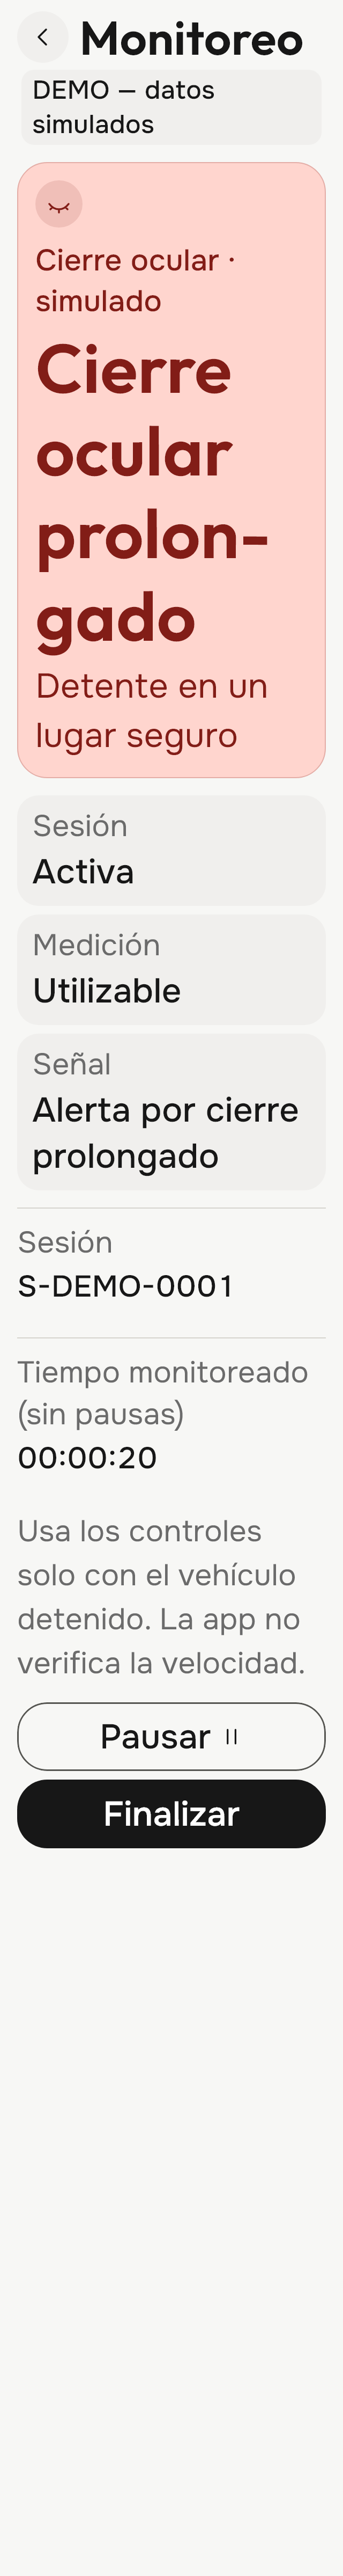 Monitoreo
DEMO — datos
simulados
Cierre ocular ·
simulado
Cierre
ocular
prolon-
gado
Detente en un
lugar seguro
Sesión
Activa
Medición
Utilizable
Señal
Alerta por cierre
prolongado
Sesión
S-DEMO-0001
Tiempo monitoreado
(sin pausas)
00:00:20
Usa los controles
solo con el vehículo
detenido. La app no
verifica la velocidad.
Pausar
Finalizar